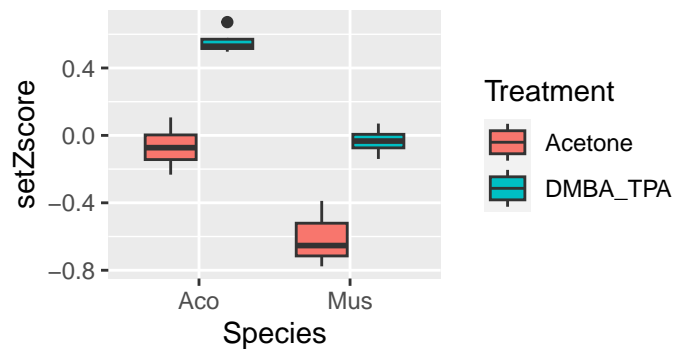 setZscore
0.4
0.0
−0.4
−0.8
Aco Mus
Species
Treatment
Acetone
DMBA_TPA